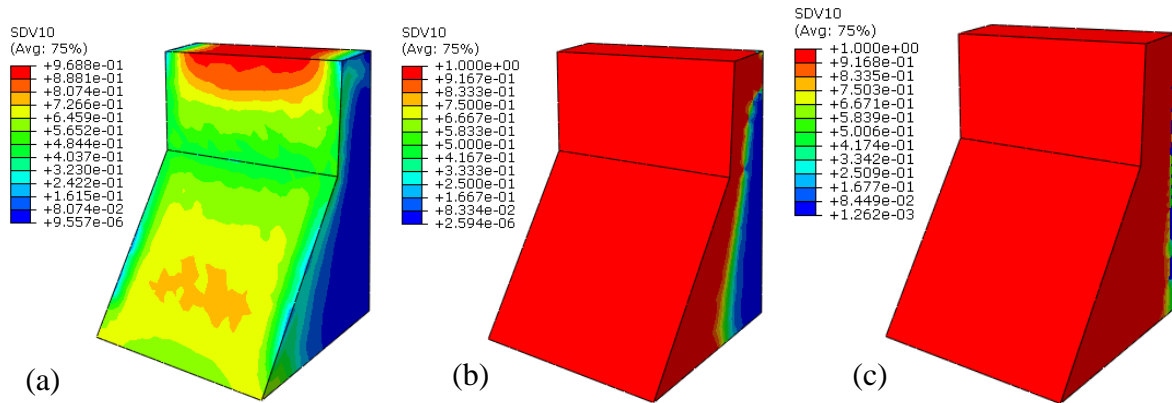 SDV10
(Avg: 75%)
+9.688e-01
+8.881e-01
+8.074e-01
+7.266e-01
+6.459e-01
+5.652e-01
+4.844e-01
+4.037e-01
+3.230e-01
+2.422e-01
+1.615e-01
+8.074e-02
+9.557e-06
(a)
SDV10
(Avg: 75%)
+1.000e+00
+9.167e-01
+8.333e-01
+7.500e-01
+6.667e-01
+5.833e-01
+5.000e-01
+4.167e-01
+3.333e-01
+2.500e-01
+1.667e-01
+8.334e-02
+2.594e-06
(b)
SDV10
(Avg: 75%)
+1.000e+00
+9.168e-01
+8.335e-01
+7.503e-01
+6.671e-01
+5.839e-01
+5.006e-01
+4.174e-01
+3.342e-01
+2.509e-01
+1.677e-01
+8.449e-02
+1.262e-03
(c)